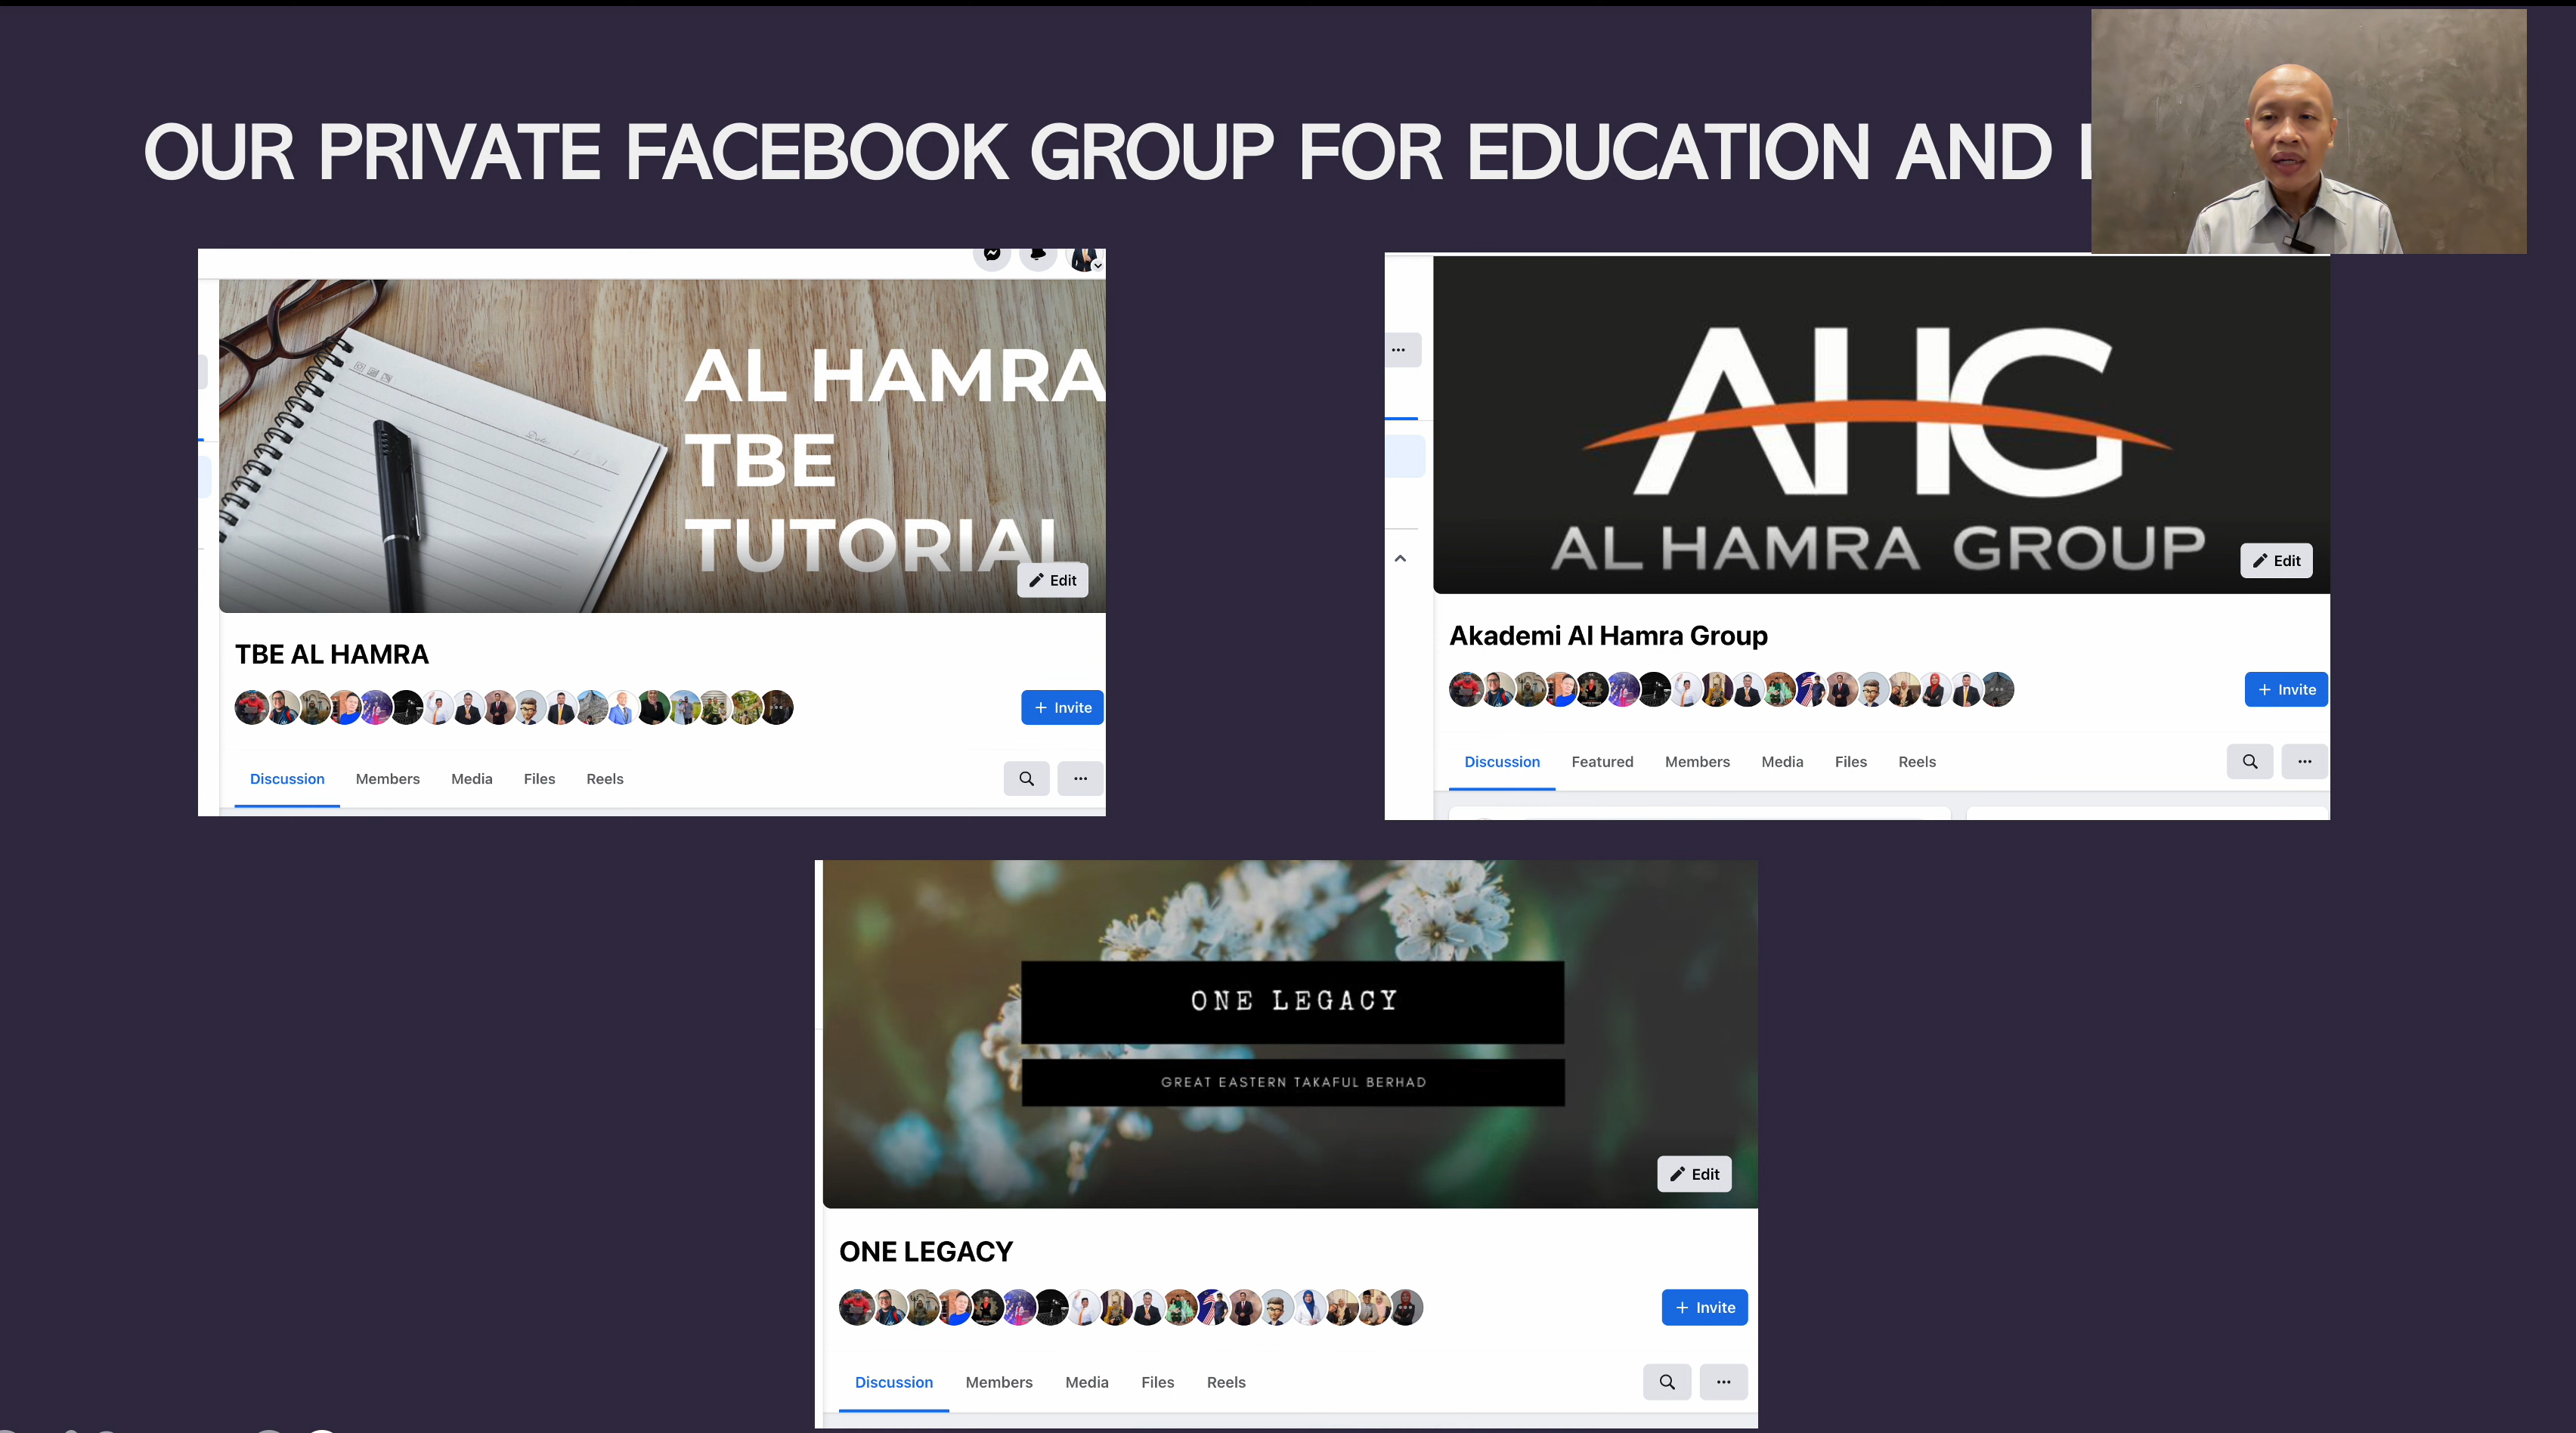 OUR PRIVATE FACEBOOK GROUP FOR EDUCATION AND
AL HAMRA
TBE
TUTORIAL
Edit
TBE AL HAMRA
+ Invite
Discussion Members Media Files Reels
AHG
AL HAMRA GROUP
Edit
Akademi Al Hamra Group
+ Invite
Discussion Featured Members Media Files Reels
ONE LEGACY
GREAT EASTERN TAKAFUL BERHAD
Edit
ONE LEGACY
+ Invite
Discussion Members Media Files Reels